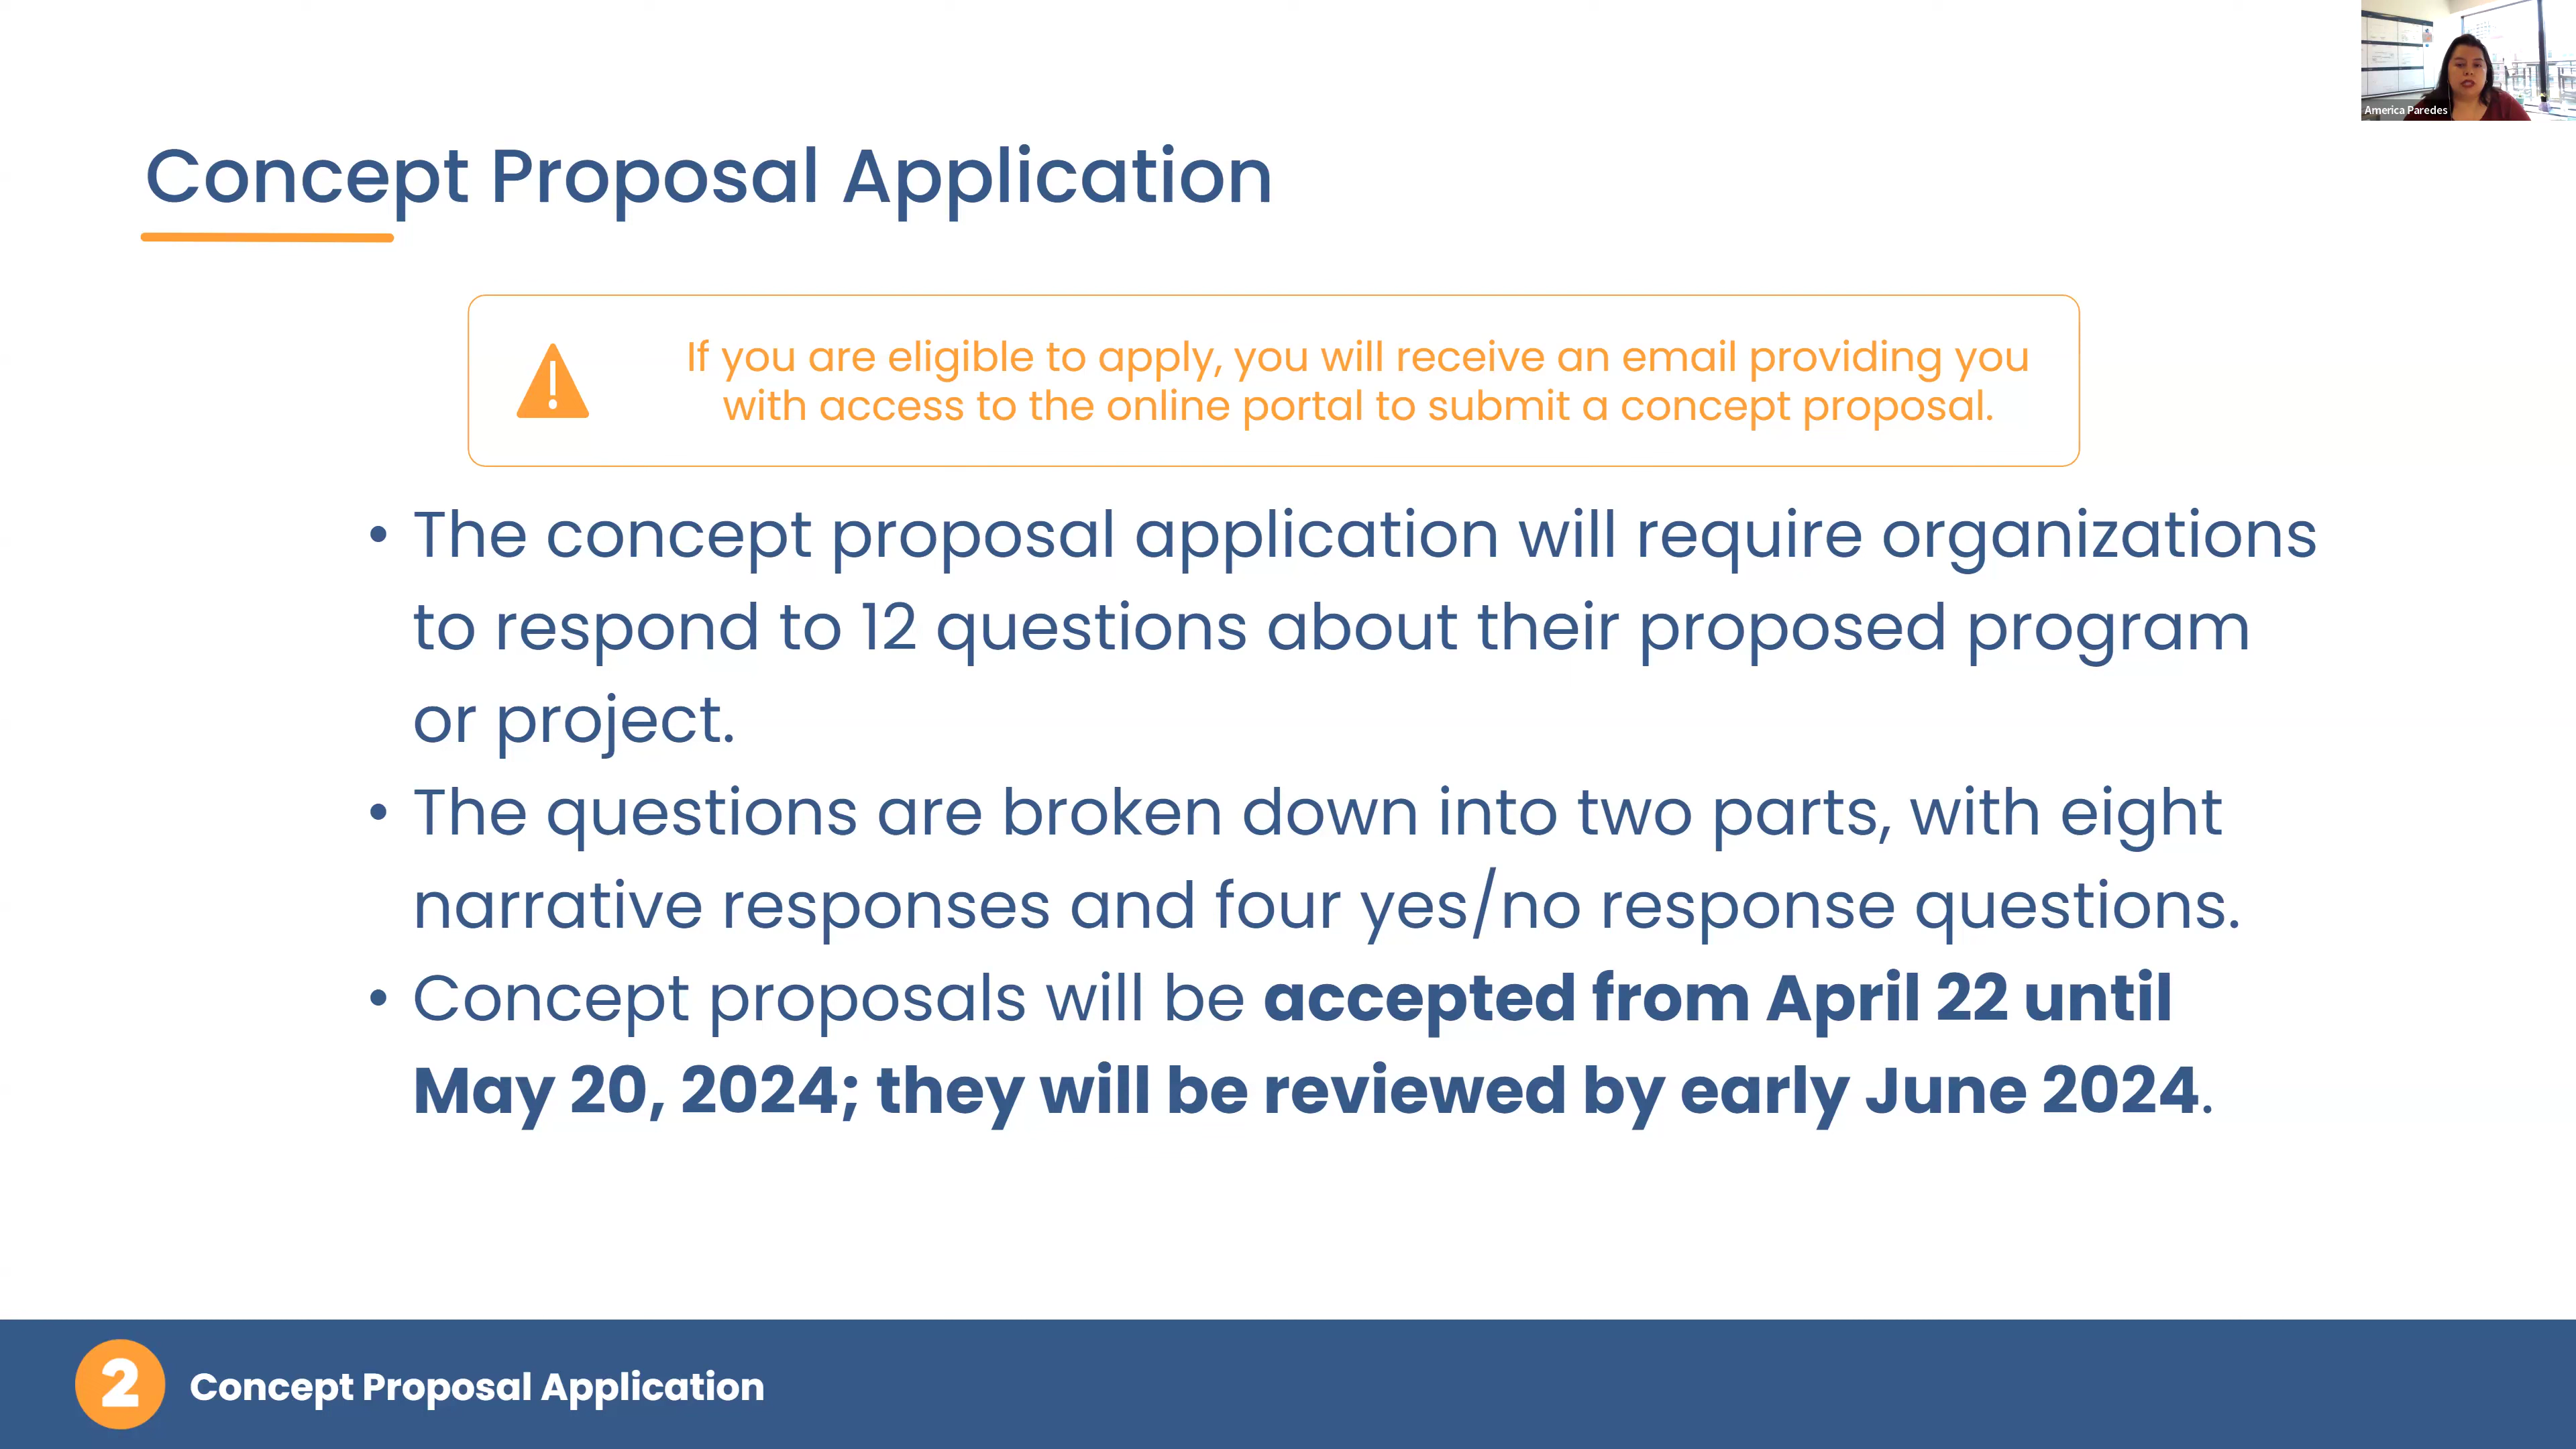 America Paredes
Concept Proposal Application
If you are eligible to apply, you will receive an email providing you
with access to the online portal to submit a concept proposal.
• The concept proposal application will require organizations
to respond to 12 questions about their proposed program
or project.
• The questions are broken down into two parts, with eight
narrative responses and four yes/no response questions.
• Concept proposals will be accepted from April 22 until
May 20, 2024; they will be reviewed by early June 2024.
2 Concept Proposal Application